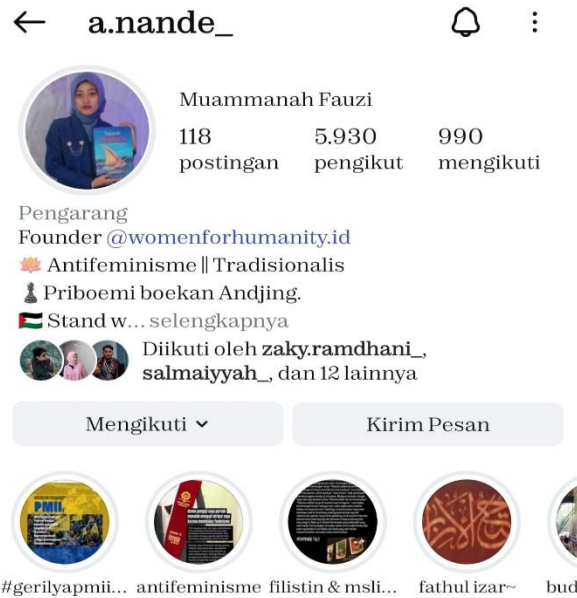 a.nande_
Muammanah Fauzi
118
postingan
5.930
pengikut
990
mengikuti
Pengarang
Founder @womenforhumanity.id
Antifeminisme || Tradisionalis
Priboemi boekan Andjing.
Stand w... selengkapnya
Diikuti oleh zaky.ramdhani_,
salmaiyyah_, dan 12 lainnya
Mengikuti
Kirim Pesan
PMII
#gerilyapmii...
antifeminisme
filistin & msli...
fathul izar~
bud